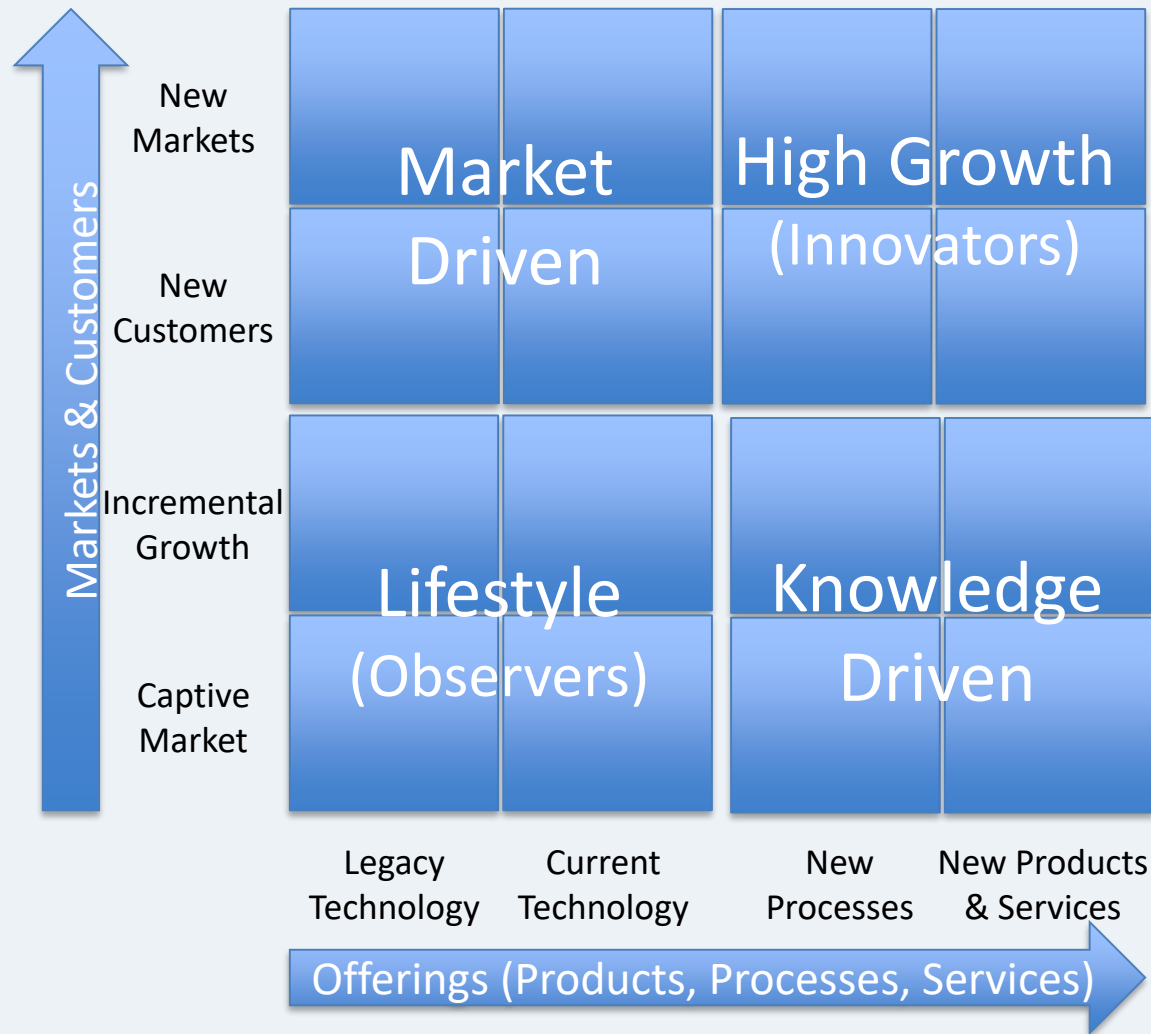 New
Markets
Market
Driven
High Growth
(Innovators)
New
Customers
Markets & Customers
Incremental
Growth
Lifestyle
(Observers)
Knowledge
Driven
Captive
Market
Legacy
Technology
Current
Technology
New
Processes
New Products
& Services
Offerings (Products, Processes, Services)